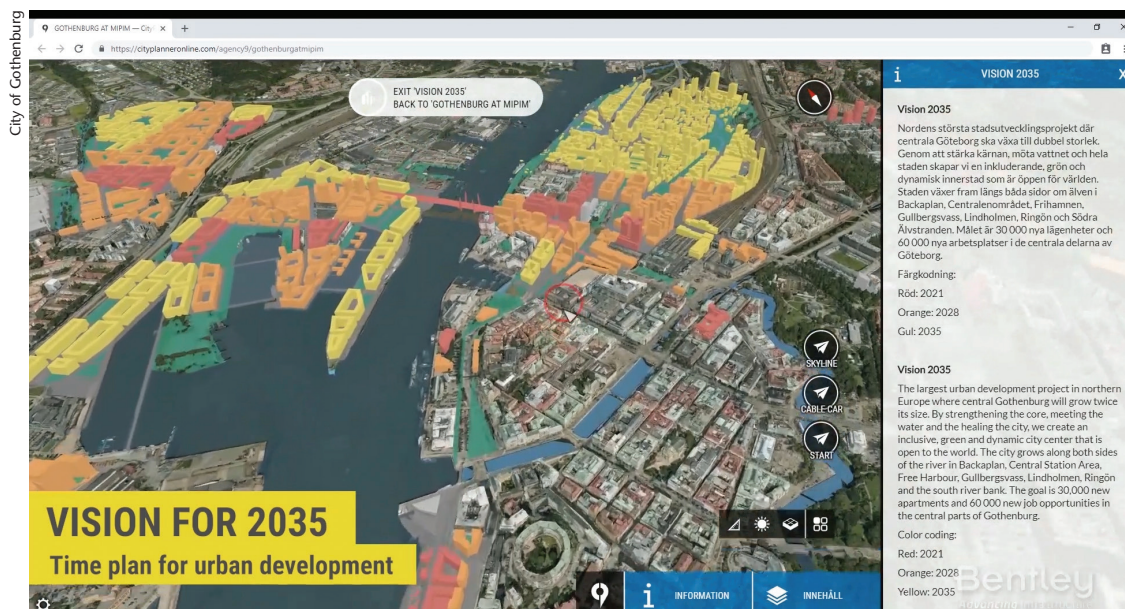 City of Gothenburg
GOTHENBURG AT MIPIM — City
https://cityplanneronline.com/agency9/gothenburgatmipim
EXIT 'VISION 2035'
BACK TO 'GOTHENBURG AT MIPIM'
SKYLINE
CABLE CAR
START
VISION FOR 2035
Time plan for urban development
INFORMATION
INNEHÅLL
VISION 2035
X
Vision 2035
Nordens största stadsutvecklingsprojekt där
centrala Göteborg ska växa till dubbel storlek.
Genom att stärka kärnan, möta vattnet och hela
staden skapar vi en inkluderande, grön och
dynamisk innerstad som är öppen för världen.
Staden växer fram längs båda sidor om älven i
Backaplan, Centralenområdet, Frihamnen,
Gullbergsvass, Lindholmen, Ringön och Södra
Älvstranden. Målet är 30 000 nya lägenheter och
60 000 nya arbetsplatser i de centrala delarna av
Göteborg.
Färgkodning:
Röd: 2021
Orange: 2028
Gul: 2035
Vision 2035
The largest urban development project in northern
Europe where central Gothenburg will grow twice
its size. By strengthening the core, meeting the
water and the healing the city, we create an
inclusive, green and dynamic city center that is
open to the world. The city grows along both sides
of the river in Backaplan, Central Station Area,
Free Harbour, Gullbergsvass, Lindholmen, Ringön
and the south river bank. The goal is 30,000 new
apartments and 60 000 new job opportunities in
the central parts of Gothenburg.
Color coding:
Red: 2021
Orange: 2028
Yellow: 2035
Bentley